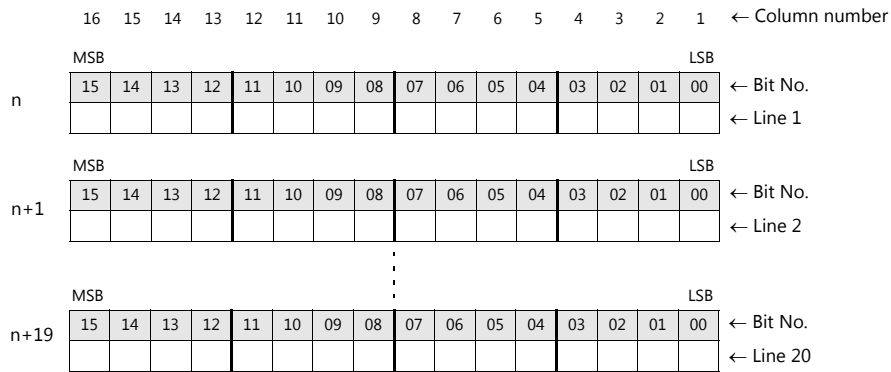 16 15 14 13 12 11 10 9 8 7 6 5 4 3 2 1 ← Column number
MSB LSB
n 15 14 13 12 11 10 09 08 07 06 05 04 03 02 01 00 ← Bit No.
← Line 1
MSB LSB
n+1 15 14 13 12 11 10 09 08 07 06 05 04 03 02 01 00 ← Bit No.
← Line 2
MSB LSB
n+19 15 14 13 12 11 10 09 08 07 06 05 04 03 02 01 00 ← Bit No.
← Line 20